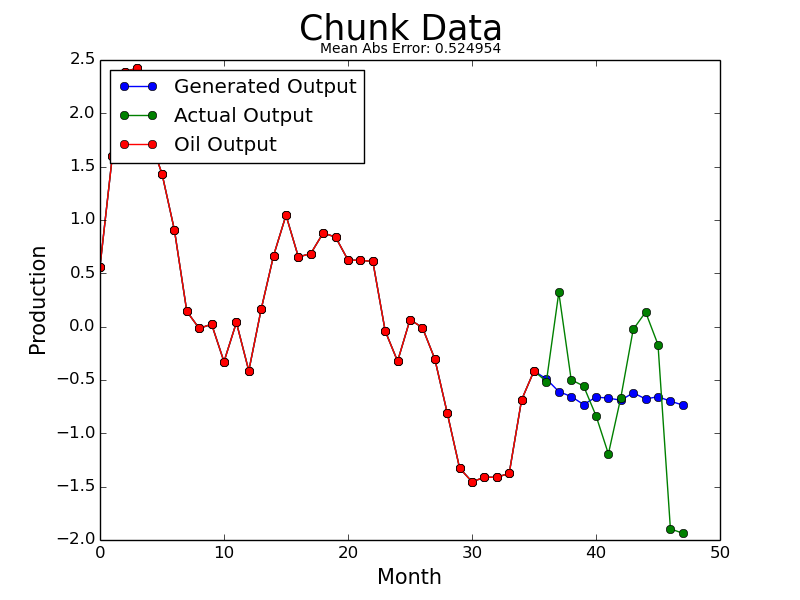 Chunk Data
Mean Abs Error: 0.524954
Generated Output
Actual Output
Oil Output
2.5
2.0
1.5
1.0
0.5
0.0
−0.5
−1.0
−1.5
−2.0
Production
0 10 20 30 40 50
Month